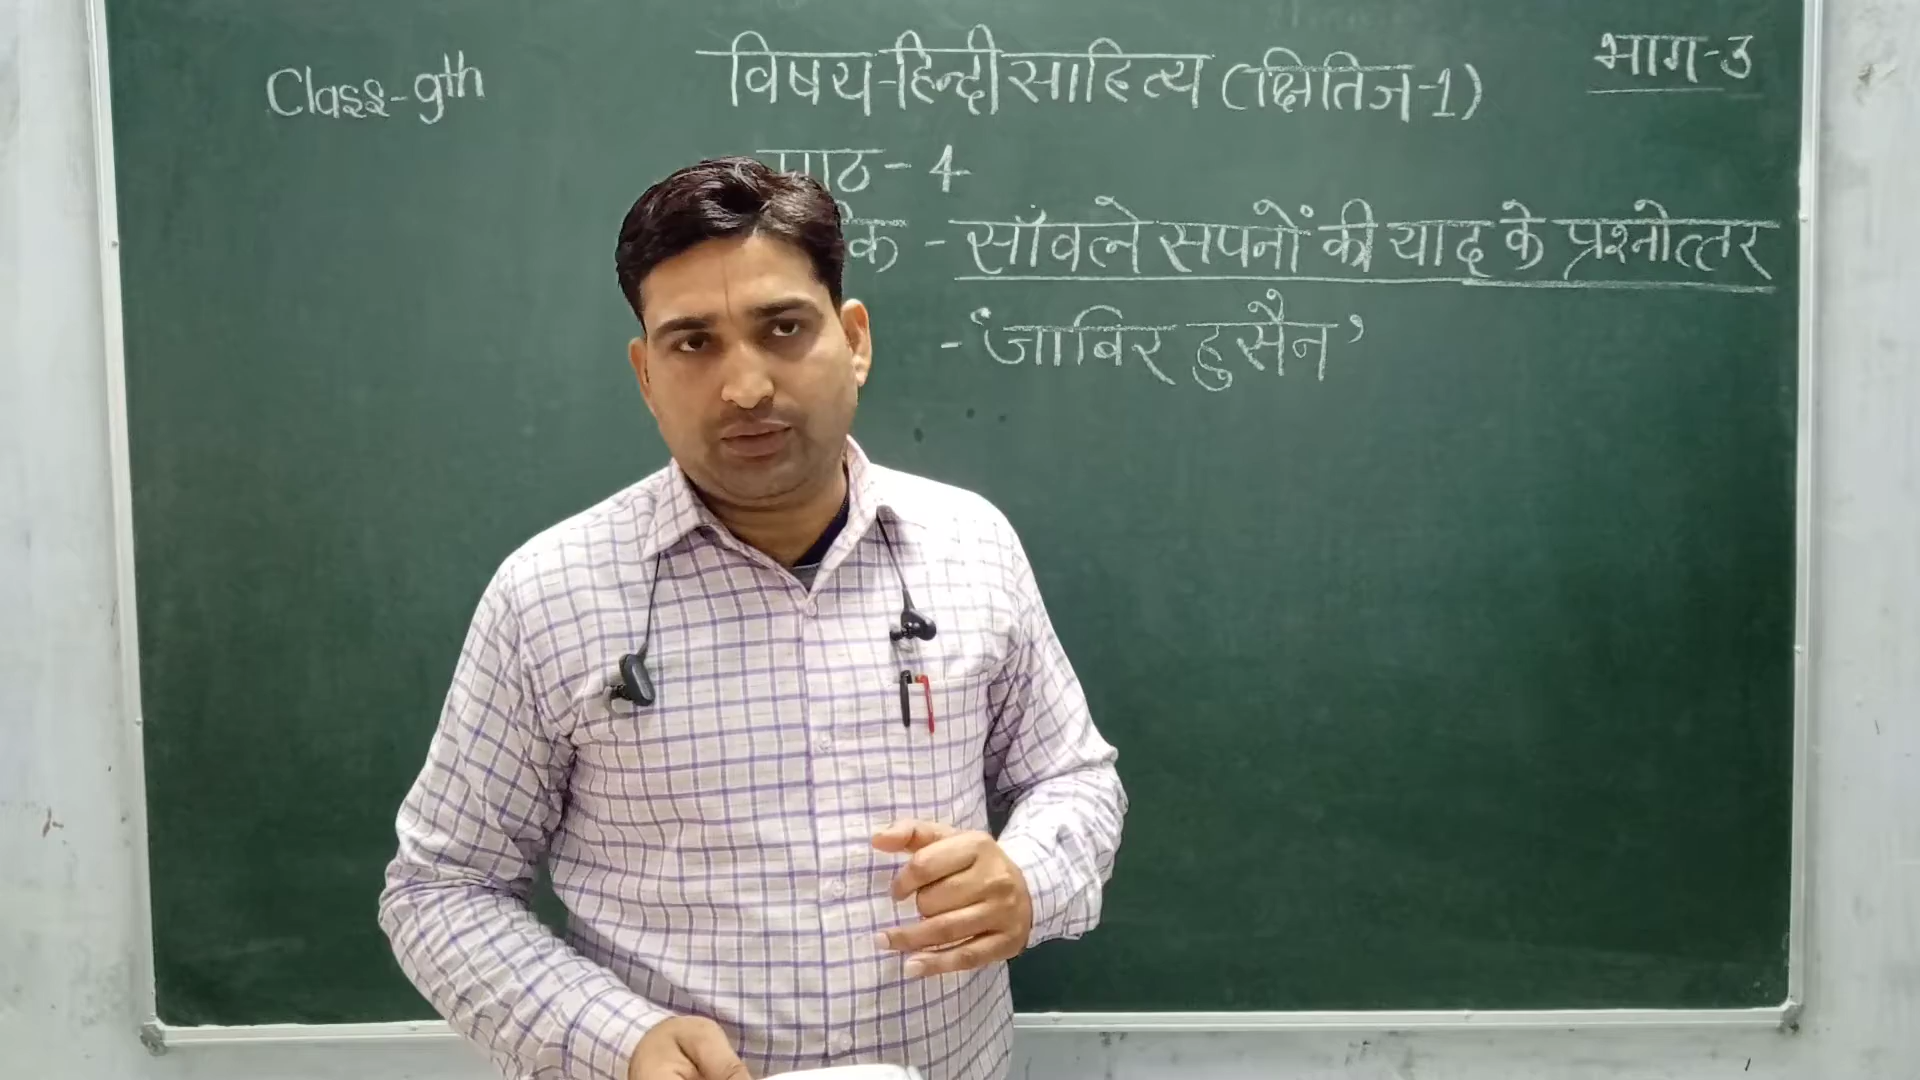 Class-9th
विषय-हिन्दी साहित्य (क्षितिज-1)
भाग-3
पाठ-4
-साँवले सपनों की याद के प्रश्नोत्तर
-‘जाबिर हुसैन’